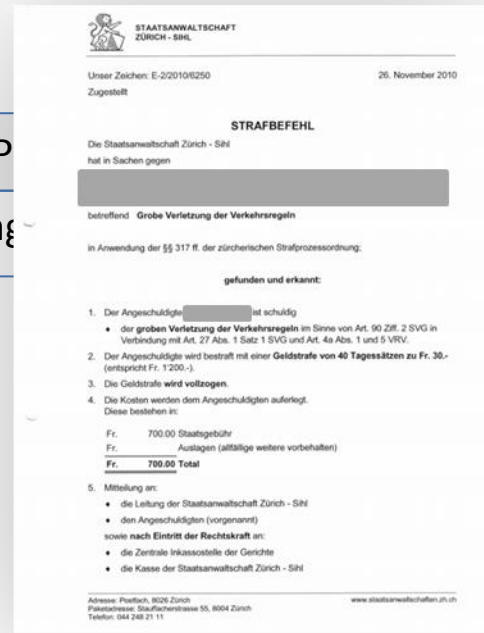 STAATSANWALTSCHAFT
ZÜRICH - SIHL
Unser Zeichen: E-2/2010/6250
26. November 2010
Zugestellt
STRAFBEFEHL
Die Staatsanwaltschaft Zürich - Sihl
hat in Sachen gegen
betreffend Grobe Verletzung der Verkehrsregeln
in Anwendung der §§ 317 ff. der zürcherischen Strafprozessordnung;
gefunden und erkannt:
1. Der Angeschuldigte ist schuldig
• der groben Verletzung der Verkehrsregeln im Sinne von Art. 90 Ziff. 2 SVG in
Verbindung mit Art. 27 Abs. 1 Satz 1 SVG und Art. 4a Abs. 1 und 5 VRV.
2. Der Angeschuldigte wird bestraft mit einer Geldstrafe von 40 Tagessätzen zu Fr. 30.-
(entspricht Fr. 1'200.-).
3. Die Geldstrafe wird vollzogen.
4. Die Kosten werden dem Angeschuldigten auferlegt.
Diese bestehen in:
Fr. 700.00 Staatsgebühr
Fr. Auslagen (allfällige weitere vorbehalten)
Fr. 700.00 Total
5. Mitteilung an:
• die Leitung der Staatsanwaltschaft Zürich - Sihl
• den Angeschuldigten (vorgenannt)
sowie nach Eintritt der Rechtskraft an:
• die Zentrale Inkassostelle der Gerichte
• die Kasse der Staatsanwaltschaft Zürich - Sihl
Adresse: Postfach, 8026 Zürich
www.staatsanwaltschaften.zh.ch
Paketadresse: Stauffacherstrasse 55, 8004 Zürich
Telefon: 044 248 21 11